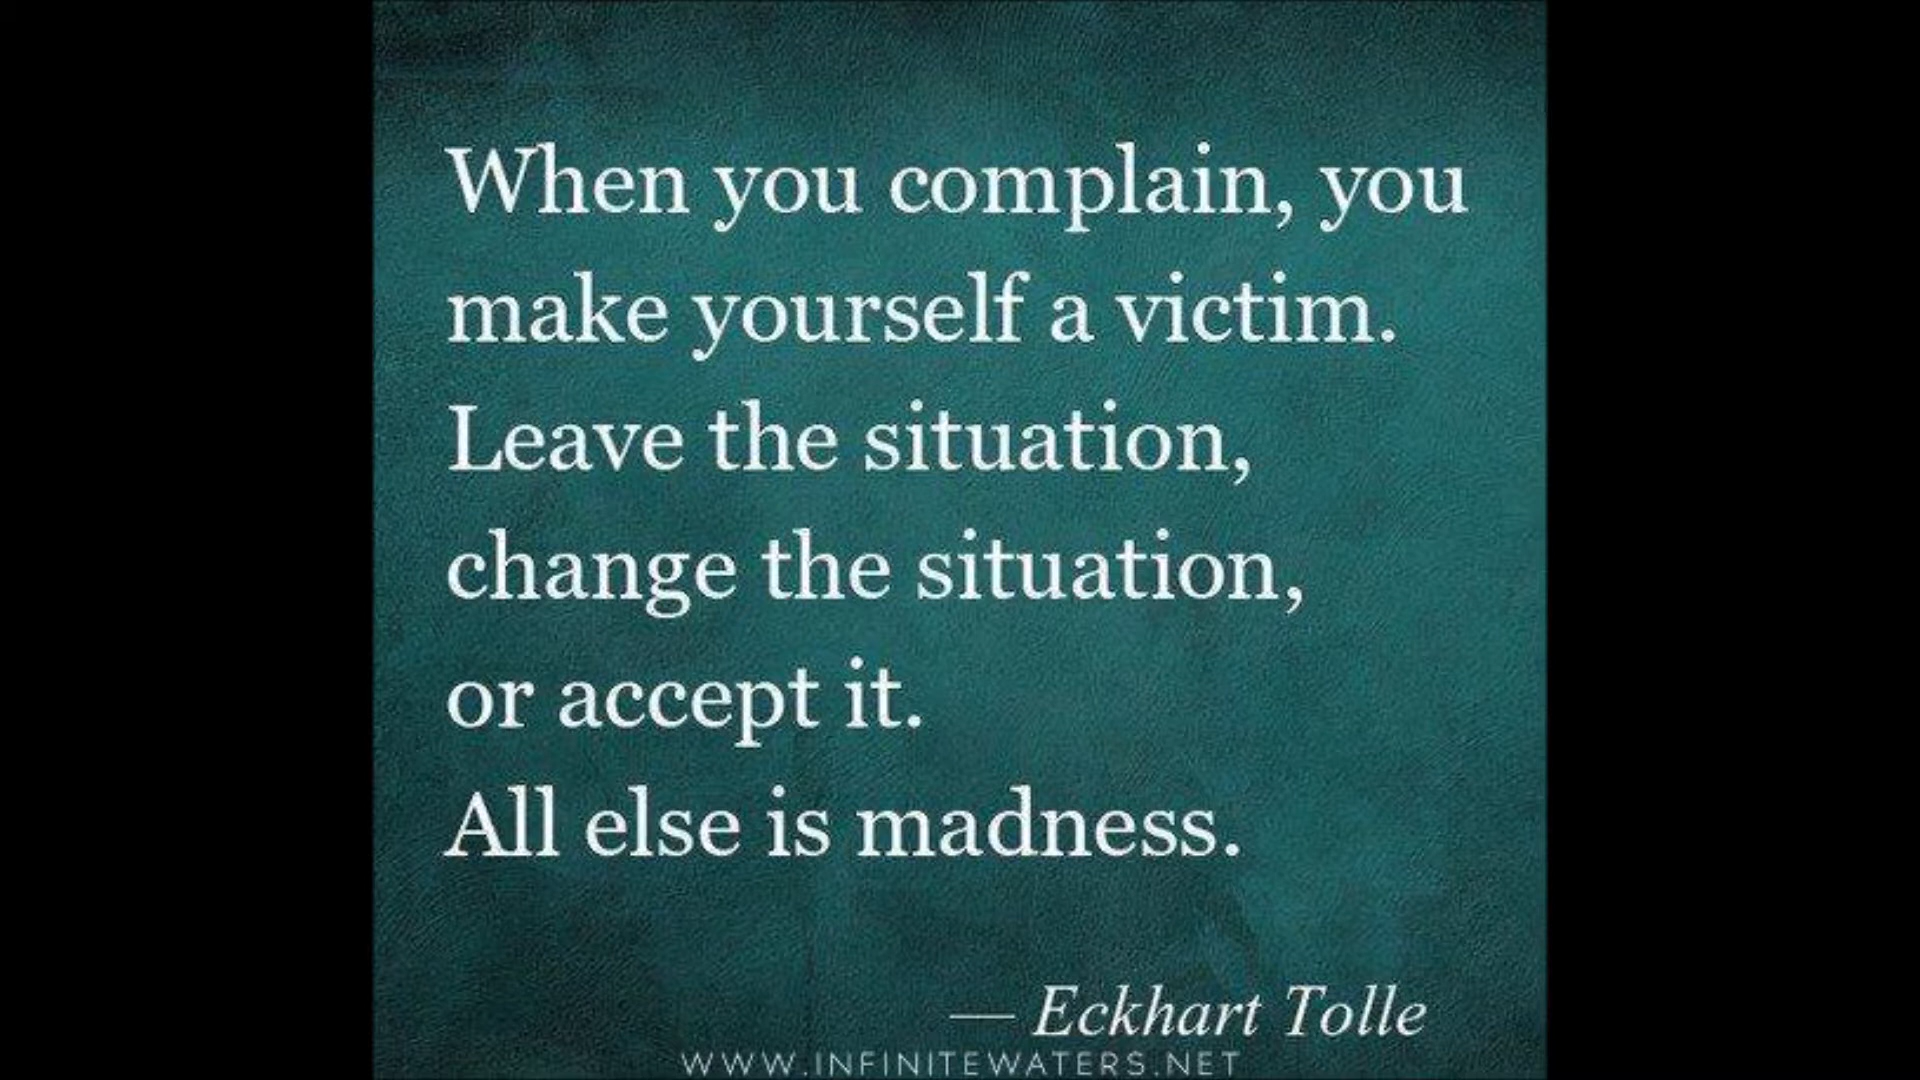 When you complain, you
make yourself a victim.
Leave the situation,
change the situation,
or accept it.
All else is madness.
— Eckhart Tolle
WWW.INFINITEWATERS.NET